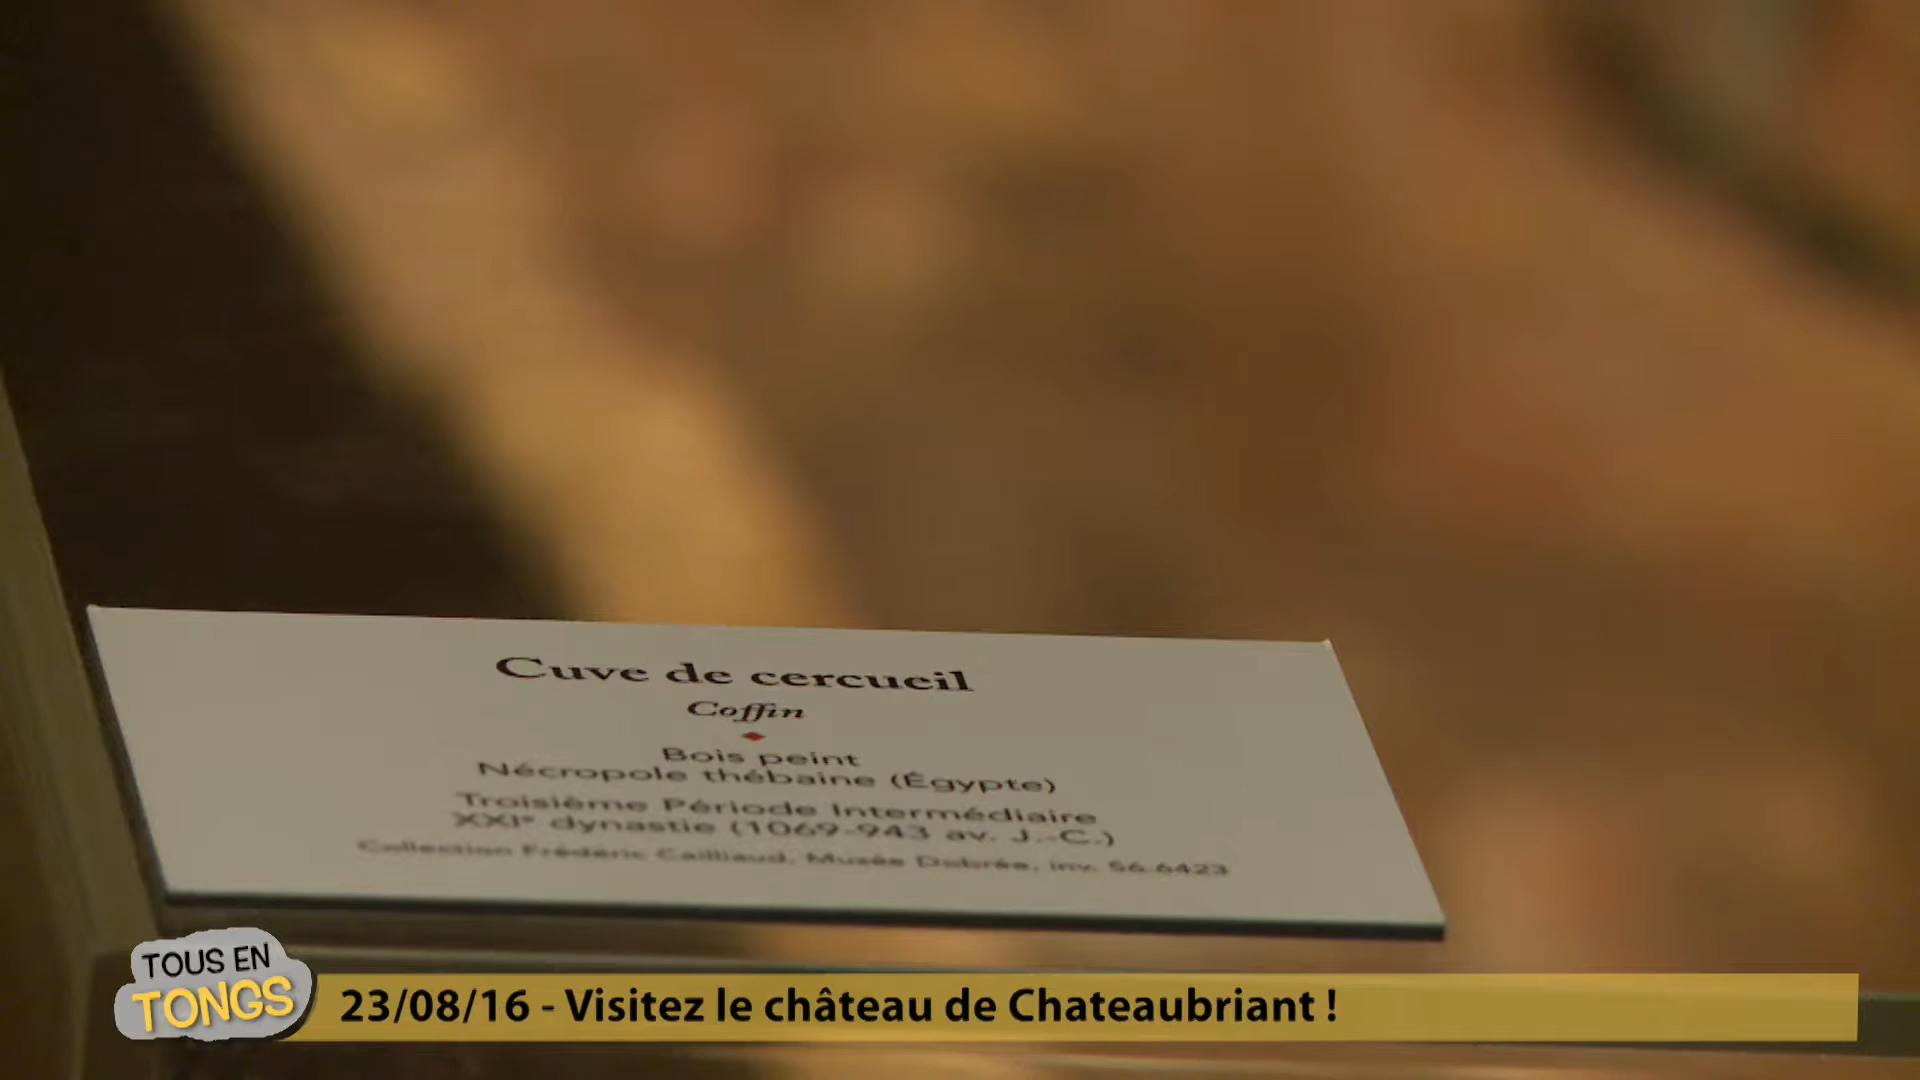 Cuve de cercueil
Coffin
Bois peint
Nécropole thébaine (Égypte)
Troisième Période Intermédiaire
XXIᵉ dynastie (1069-943 av. J.-C.)
Collection Frédéric Cailliaud, Musée Dobrée, inv. 56.6423
TOUS EN
TONGS
23/08/16 - Visitez le château de Chateaubriant !